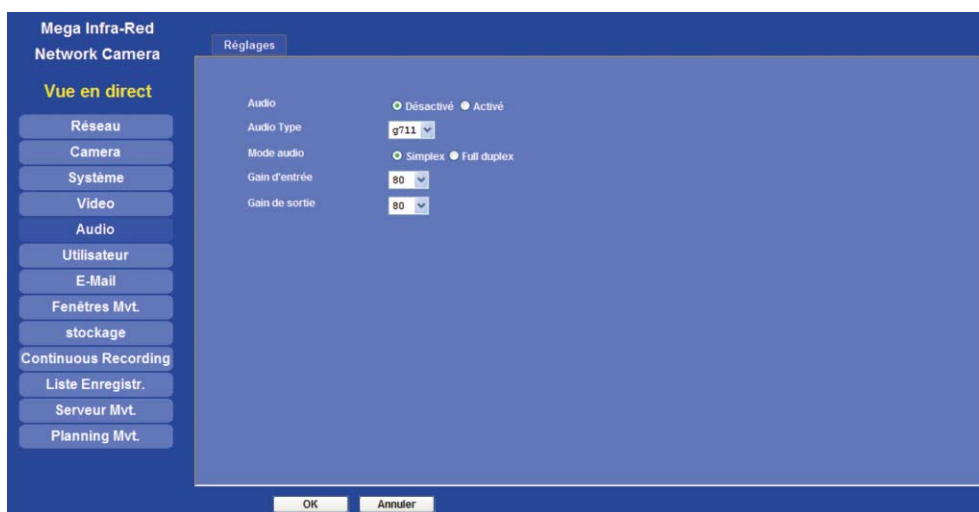 Mega Infra-Red
Network Camera
Vue en direct
Réseau
Camera
Système
Video
Audio
Utilisateur
E-Mail
Fenêtres Mvt.
stockage
Continuous Recording
Liste Enregistr.
Serveur Mvt.
Planning Mvt.
Réglages
Audio Désactivé Activé
Audio Type g711
Mode audio Simplex Full duplex
Gain d'entrée 80
Gain de sortie 80
OK Annuler